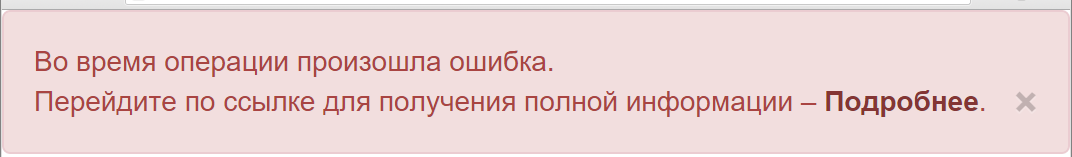 Во время операции произошла ошибка.
Перейдите по ссылке для получения полной информации – Подробнее.